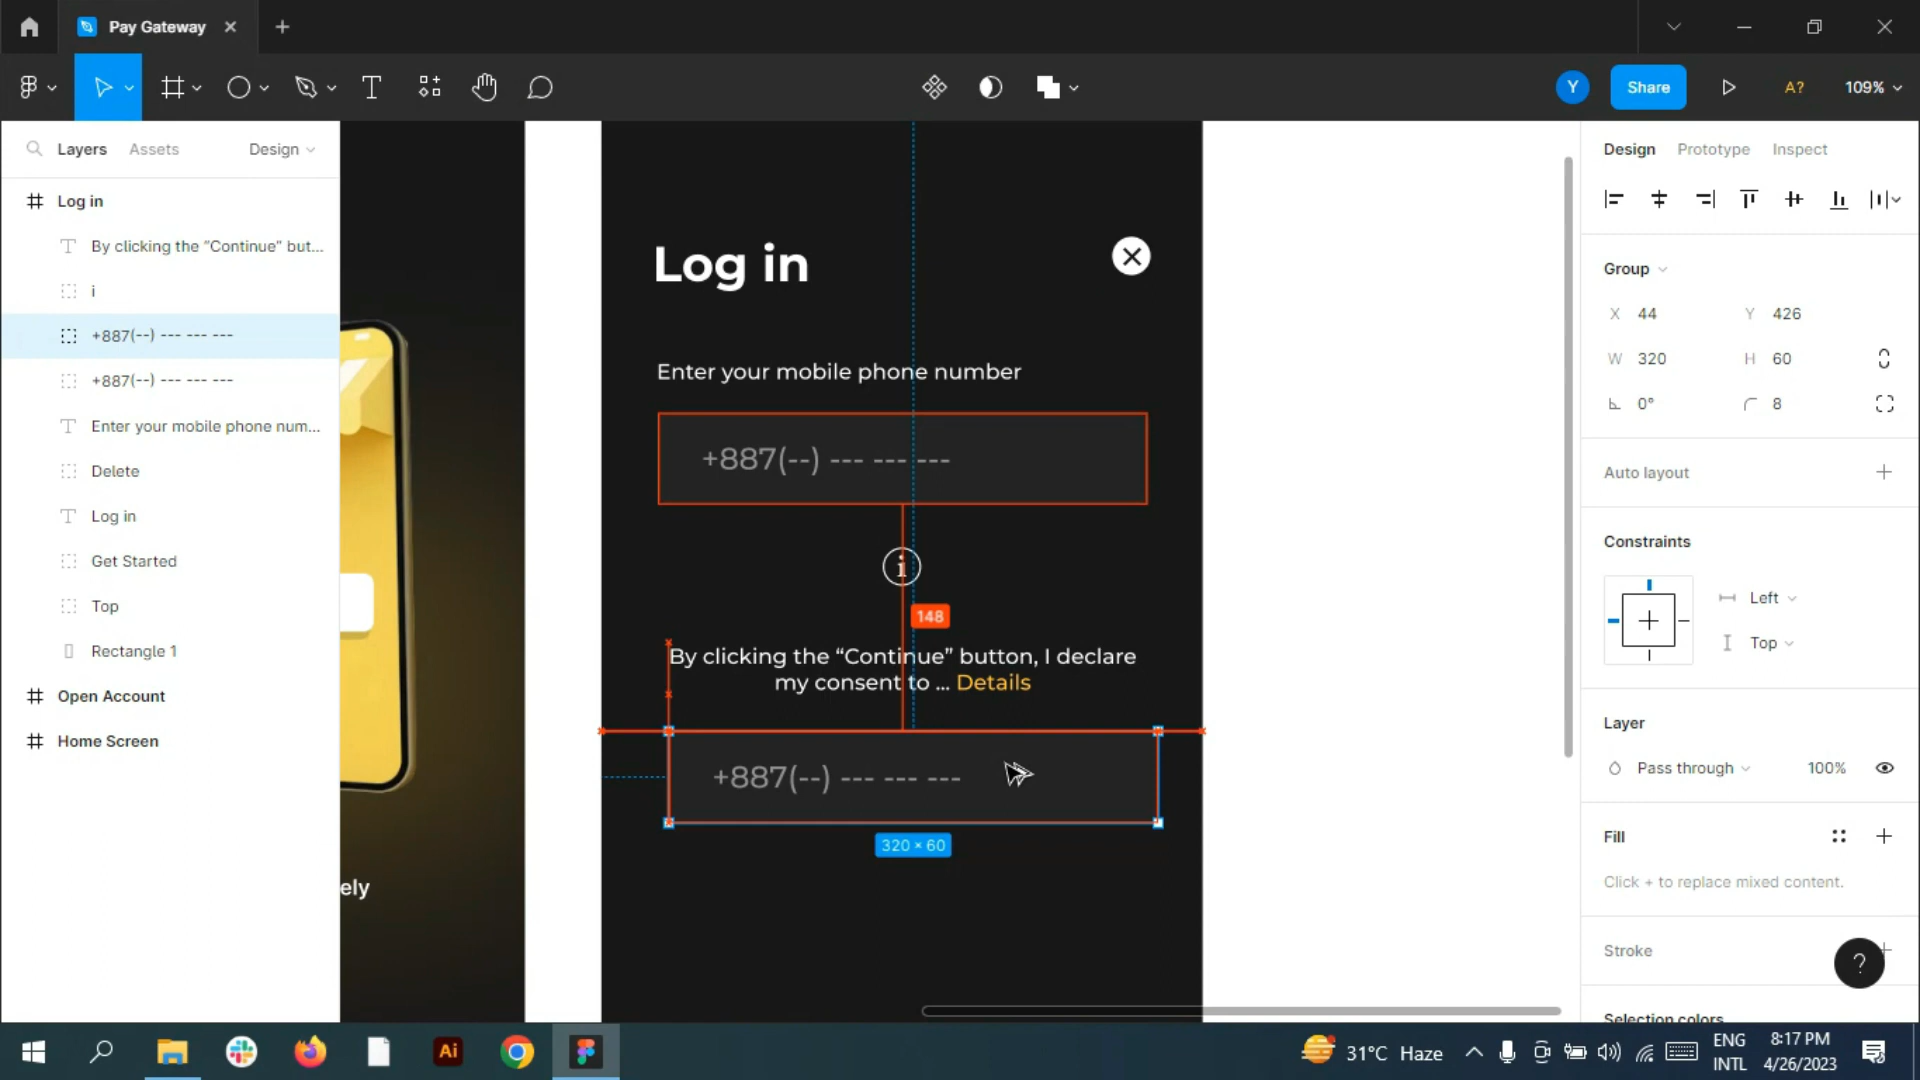 Pay Gateway
Y
Share
A?
109%
Layers
Assets
Design
Log in
By clicking the “Continue” but...
i
+887(--) --- --- ---
+887(--) --- --- ---
Enter your mobile phone num...
Delete
Log in
Get Started
Top
Rectangle 1
Open Account
Home Screen
ely
Log in
Enter your mobile phone number
+887(--) --- --- ---
i
148
By clicking the “Continue” button, I declare
my consent to ... Details
+887(--) --- --- ---
320 × 60
Design
Prototype
Inspect
Group
X 44
Y 426
W 320
H 60
0°
8
Auto layout
Constraints
Left
Top
Layer
Pass through
100%
Fill
Click + to replace mixed content.
Stroke
?
Selection colors
Ai
31°C Haze
ENG
INTL
8:17 PM
4/26/2023